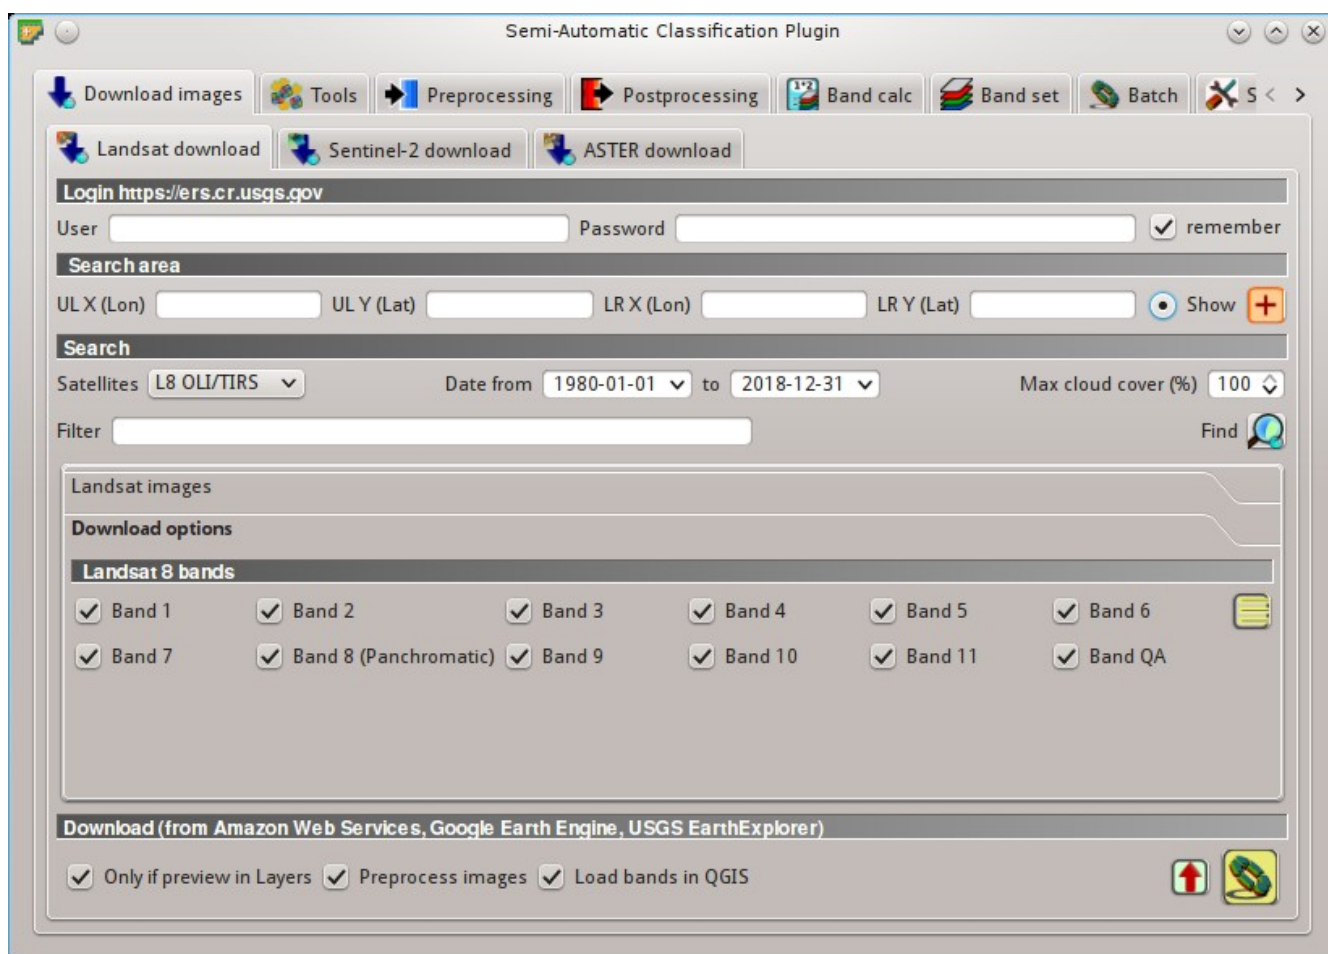 Semi-Automatic Classification Plugin
Download images Tools Preprocessing Postprocessing Band calc Band set Batch S
Landsat download Sentinel-2 download ASTER download
Login https://ers.cr.usgs.gov
User Password remember
Search area
UL X (Lon) UL Y (Lat) LR X (Lon) LR Y (Lat) Show
Search
Satellites L8 OLI/TIRS Date from 1980-01-01 to 2018-12-31 Max cloud cover (%) 100
Filter Find
Landsat images
Download options
Landsat 8 bands
Band 1 Band 2 Band 3 Band 4 Band 5 Band 6
Band 7 Band 8 (Panchromatic) Band 9 Band 10 Band 11 Band QA
Download (from Amazon Web Services, Google Earth Engine, USGS EarthExplorer)
Only if preview in Layers Preprocess images Load bands in QGIS